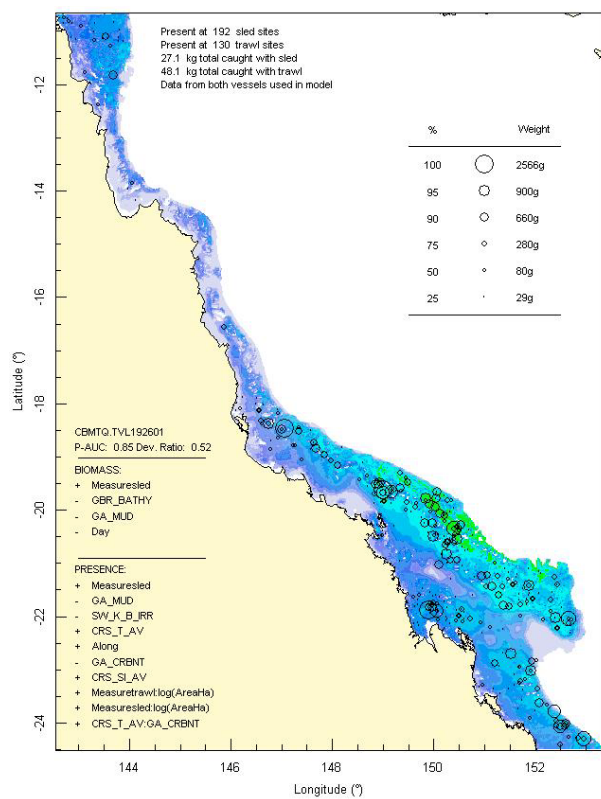 Present at 192 sled sites
Present at 130 trawl sites
27.1 kg total caught with sled
48.1 kg total caught with trawl
Data from both vessels used in model
% Weight
100 2566g
95 900g
90 660g
75 280g
50 80g
25 29g
-12
-14
-16
-18
-20
-22
-24
Latitude (°)
CBMTQ.TVL192601
P-AUC: 0.85 Dev. Ratio: 0.52
BIOMASS:
+ Measuresled
- GBR_BATHY
- GA_MUD
- Day
PRESENCE:
+ Measuresled
- GA_MUD
- SW_K_B_IRR
+ CRS_T_AV
+ Along
- GA_CRBNT
+ CRS_SI_AV
+ Measuretrawl:log(AreaHa)
+ Measuresled:log(AreaHa)
+ CRS_T_AV:GA_CRBNT
144 146 148 150 152
Longitude (°)